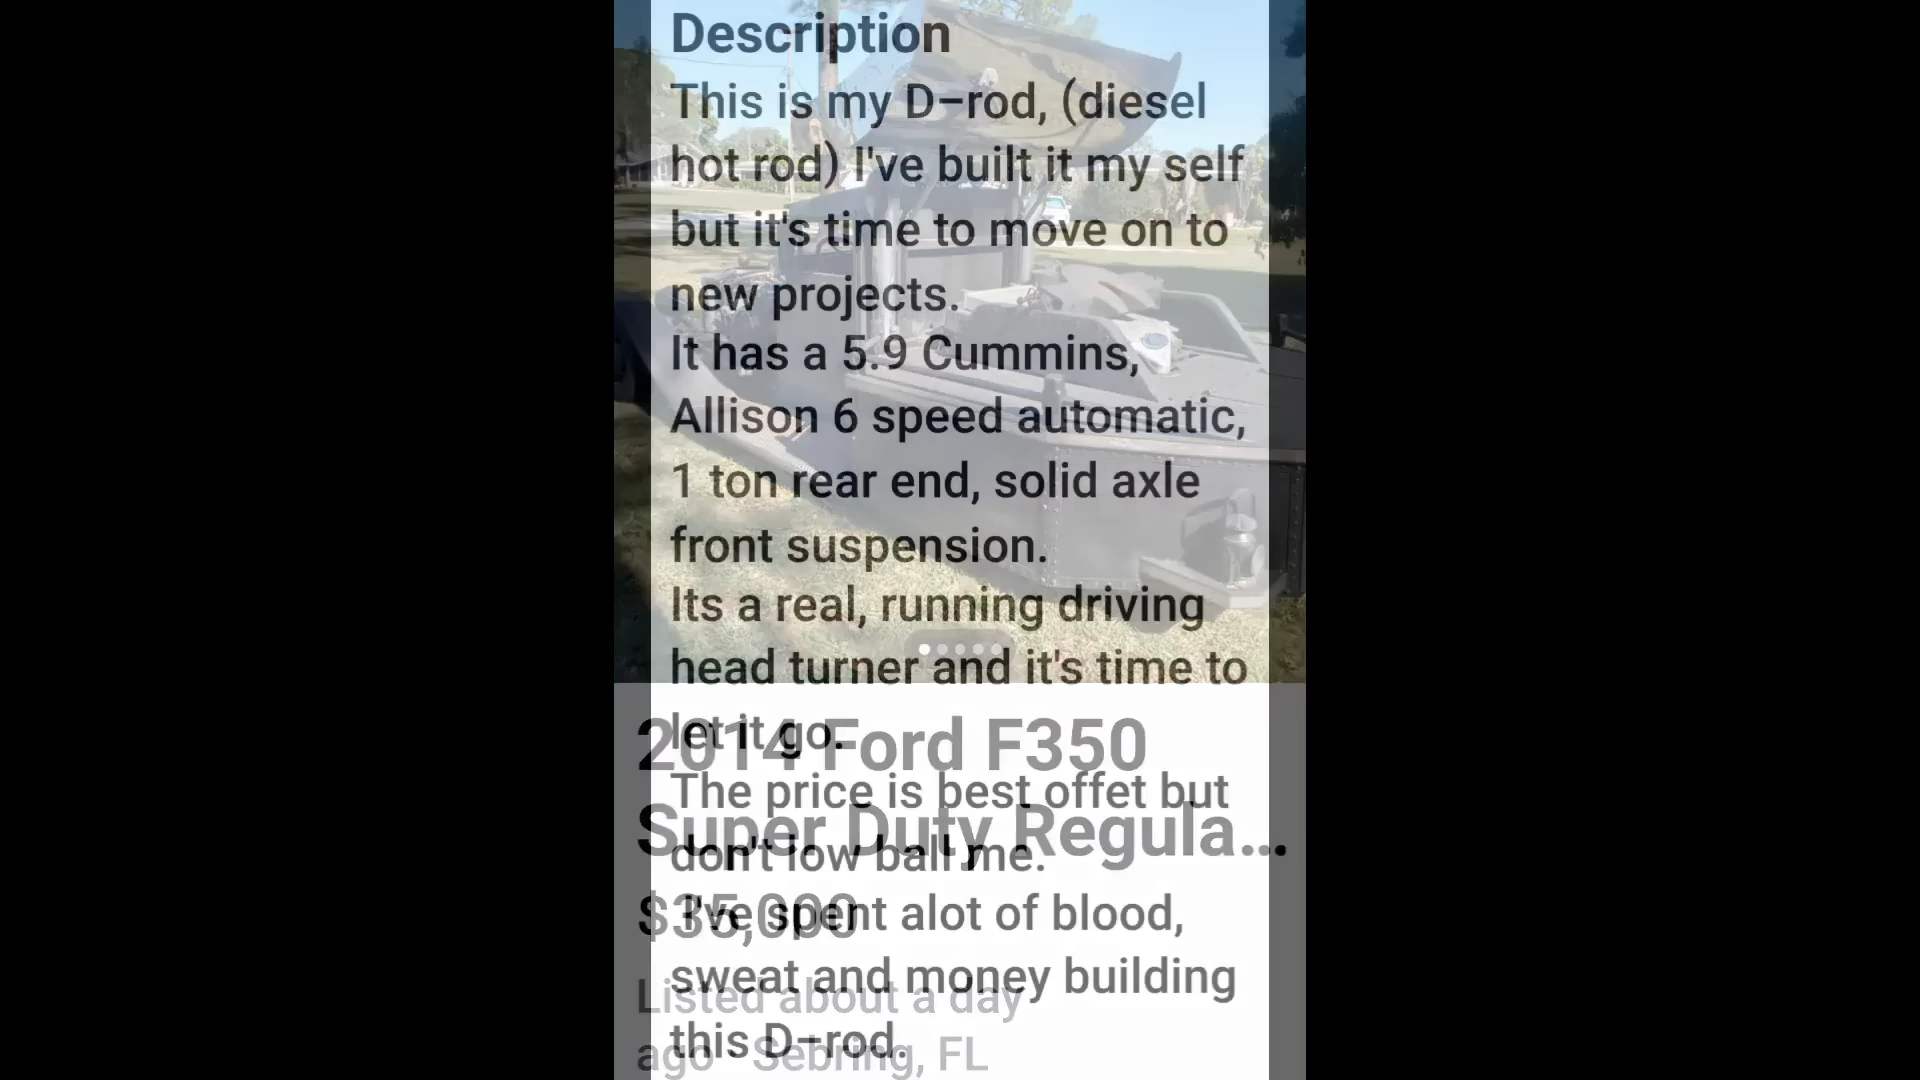 Description
This is my D-rod, (diesel
hot rod) I've built it my self
but it's time to move on to
new projects.
It has a 5.9 Cummins,
Allison 6 speed automatic,
1 ton rear end, solid axle
front suspension.
Its a real, running driving
head turner and it's time to
let it go.
2014 Ford F350
The price is best offet but
Super Duty Regula...
don't low ball me.
$35,000
I've spent alot of blood,
sweat and money building
Listed about a day
this D-rod.
ago · Sebring, FL